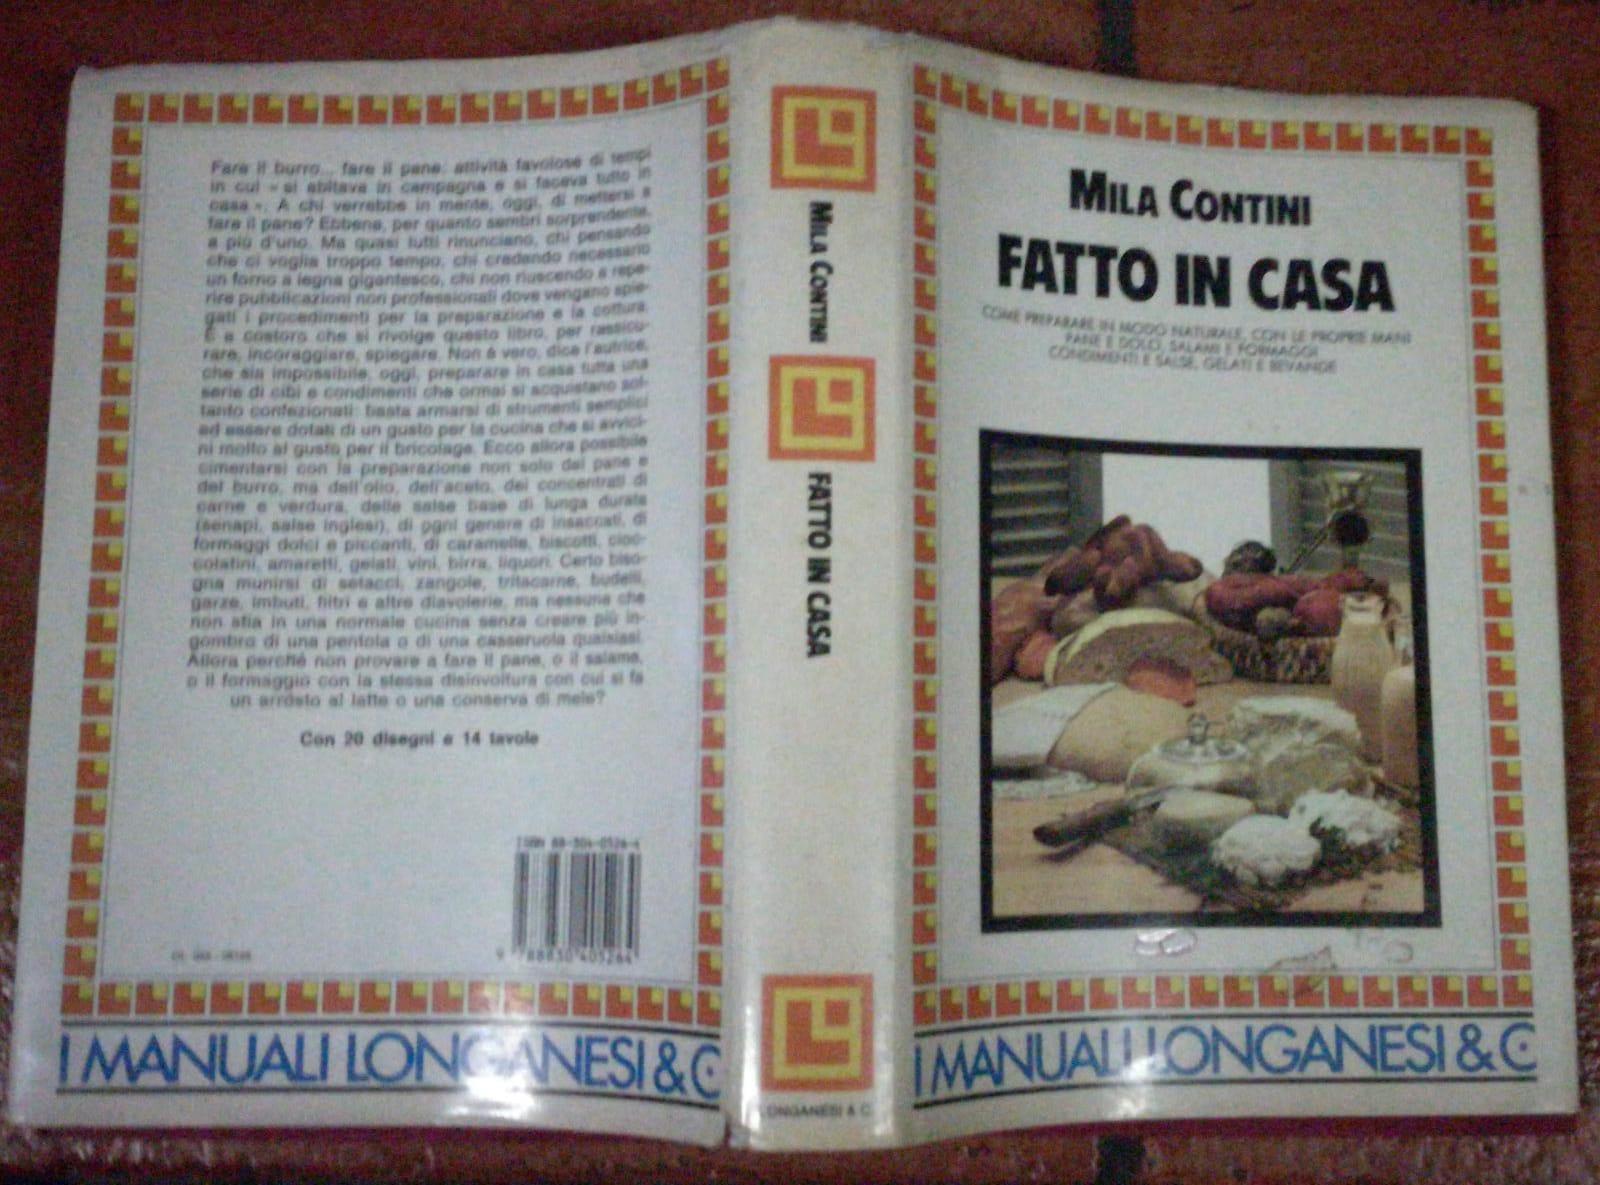 Fare il burro... fare il pane: attività favolose di tempi
in cui « si abitava in campagna e si faceva tutto in
casa ». A chi verrebbe in mente, oggi, di mettersi a
fare il pane? Ebbene, per quanto sembri sorprendente,
a più d'uno. Ma quasi tutti rinunciano, chi pensando
che ci voglia troppo tempo, chi credendo necessario
un forno a legna gigantesco, chi non riuscendo a repe-
rire pubblicazioni non professionali dove vengano spie-
gati i procedimenti per la preparazione e la cottura.
È a costoro che si rivolge questo libro, per rassicu-
rare, incoraggiare, spiegare. Non è vero, dice l'autrice,
che sia impossibile, oggi, preparare in casa tutta una
serie di cibi e condimenti che ormai si acquistano sol-
tanto confezionati: basta armarsi di strumenti semplici
ed essere dotati di un gusto per la cucina che si avvici-
ni molto al gusto per il bricolage. Ecco allora possibile
cimentarsi con la preparazione non solo del pane e
del burro, ma dell'olio, dell'aceto, dei concentrati di
carne e verdura, delle salse base di lunga durata
(senapi, salse inglesi), di ogni genere di insaccati, di
formaggi dolci e piccanti, di caramelle, biscotti, cioc-
colatini, amaretti, gelati, vini, birra, liquori. Certo biso-
gna munirsi di setacci, zangole, tritacarne, budelli,
garze, imbuti, filtri e altre diavolerie, ma nessuna che
non stia in una normale cucina senza creare più in-
gombro di una pentola o di una casseruola qualsiasi.
Allora perché non provare a fare il pane, o il salame,
o il formaggio con la stessa disinvoltura con cui si fa
un arrosto al latte o una conserva di mele?
Con 20 disegni e 14 tavole
ISBN 88-304-0526-4
9 788830 405264
I MANUALI LONGANESI & C.
MILA CONTINI
FATTO IN CASA
LONGANESI & C.
MILA CONTINI
FATTO IN CASA
COME PREPARARE IN MODO NATURALE, CON LE PROPRIE MANI
PANE E DOLCI, SALAMI E FORMAGGI
CONDIMENTI E SALSE, GELATI E BEVANDE
I MANUALI LONGANESI & C.